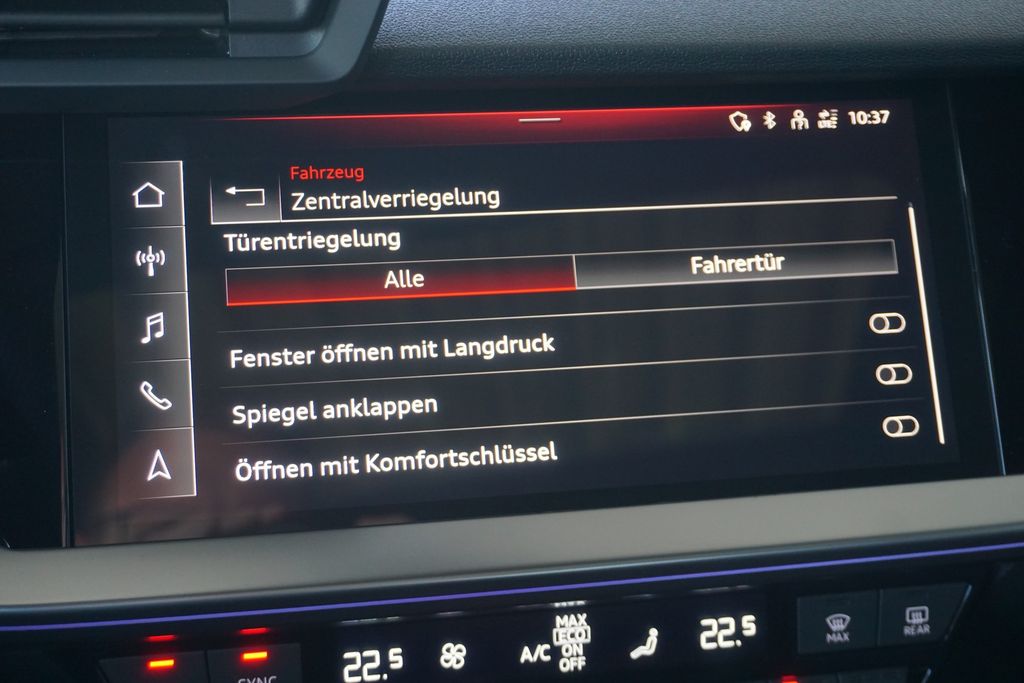 10:37
Fahrzeug
Zentralverriegelung
Türentriegelung
Alle
Fahrertür
Fenster öffnen mit Langdruck
Spiegel anklappen
Öffnen mit Komfortschlüssel
22.5
A/C
MAX
ECO
ON
OFF
22.5
MAX
REAR
SYNC